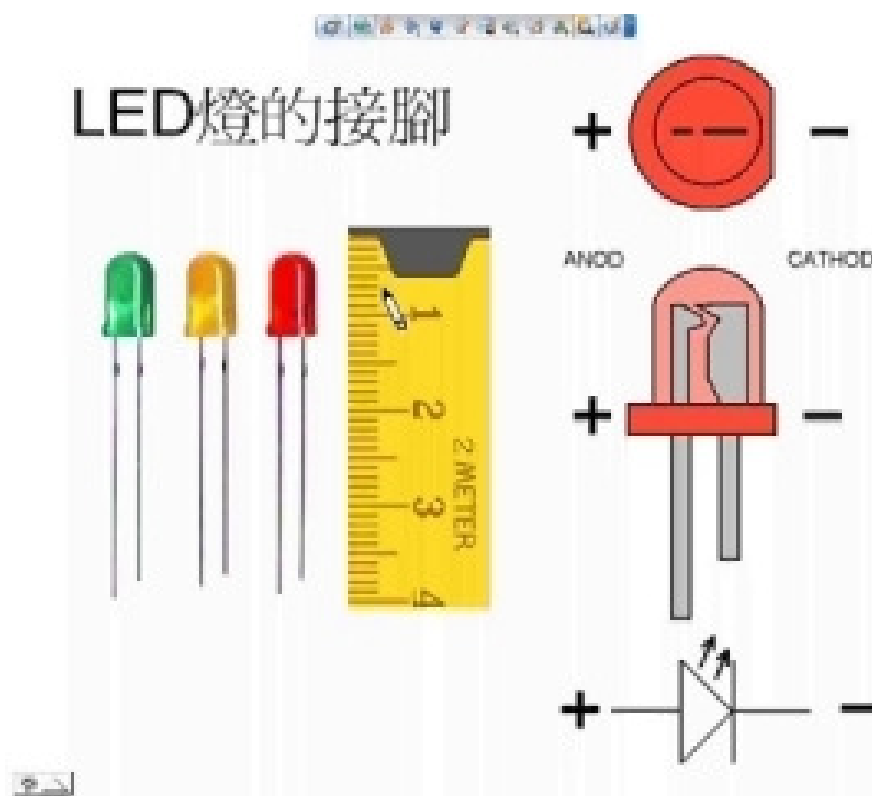 LED燈的接腳
+ −
ANOD CATHOD
1
2
3
4
2 METER
+ −
+ −